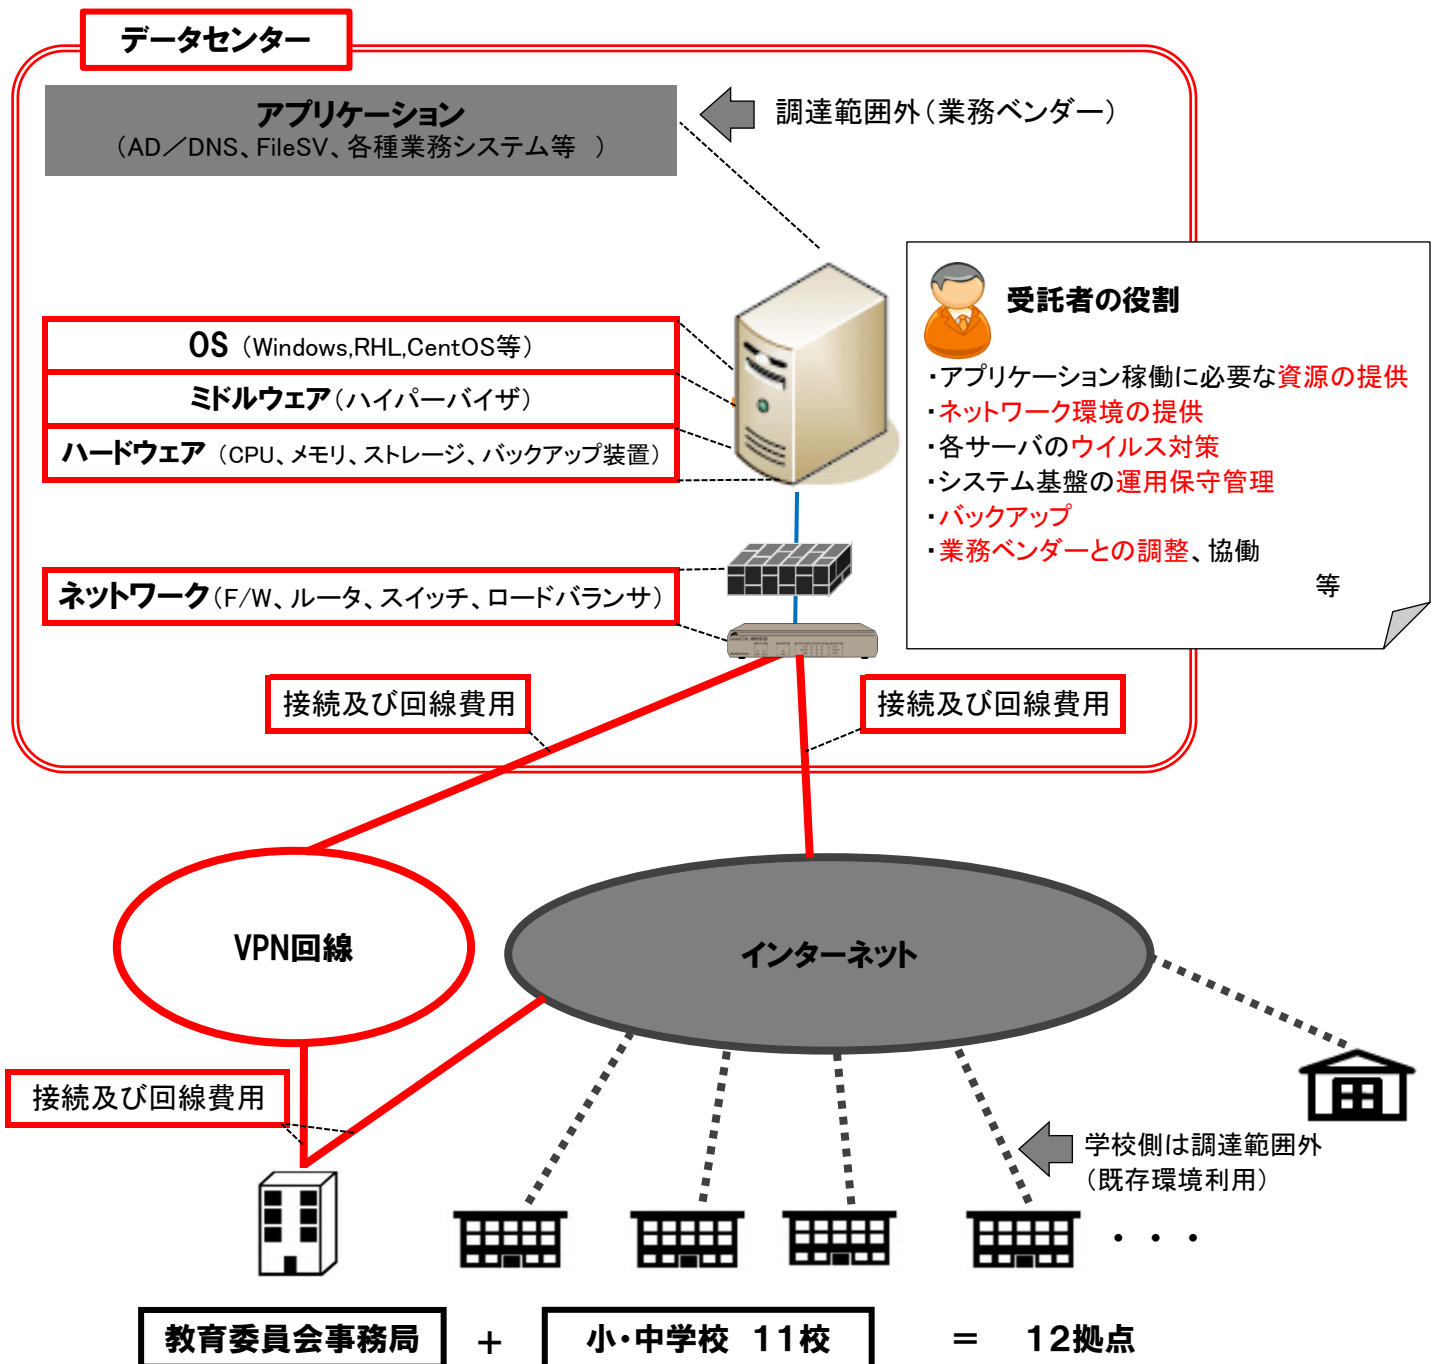 データセンター
アプリケーション
（AD／DNS、FileSV、各種業務システム等　）
調達範囲外（業務ベンダー）
OS（Windows,RHL,CentOS等）
ミドルウェア（ハイパーバイザ）
ハードウェア（CPU、メモリ、ストレージ、バックアップ装置）
ネットワーク（F/W、ルータ、スイッチ、ロードバランサ）
受託者の役割
・アプリケーション稼働に必要な資源の提供
・ネットワーク環境の提供
・各サーバのウイルス対策
・システム基盤の運用保守管理
・バックアップ
・業務ベンダーとの調整、協働
等
接続及び回線費用
接続及び回線費用
VPN回線
インターネット
接続及び回線費用
学校側は調達範囲外
（既存環境利用）
・・・
教育委員会事務局　＋　小・中学校　１１校　＝　１２拠点